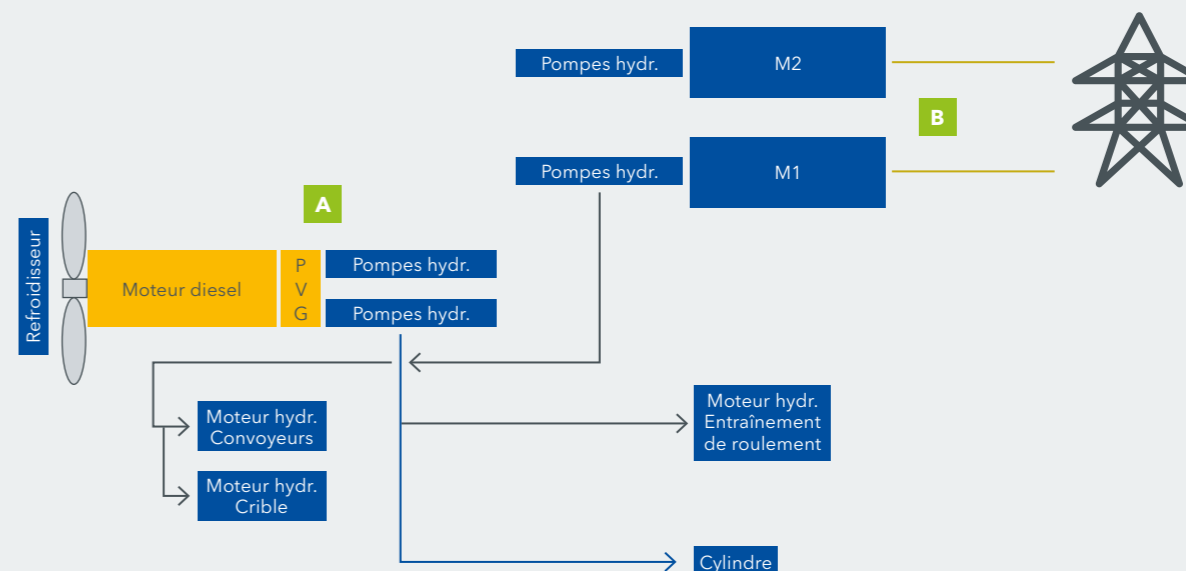 Pompes hydr.
M2
B
Pompes hydr.
M1
A
Refroidisseur
Moteur diesel
P
V
G
Pompes hydr.
Pompes hydr.
Moteur hydr.
Convoyeurs
Moteur hydr.
Entraînement
de roulement
Moteur hydr.
Crible
Cylindre